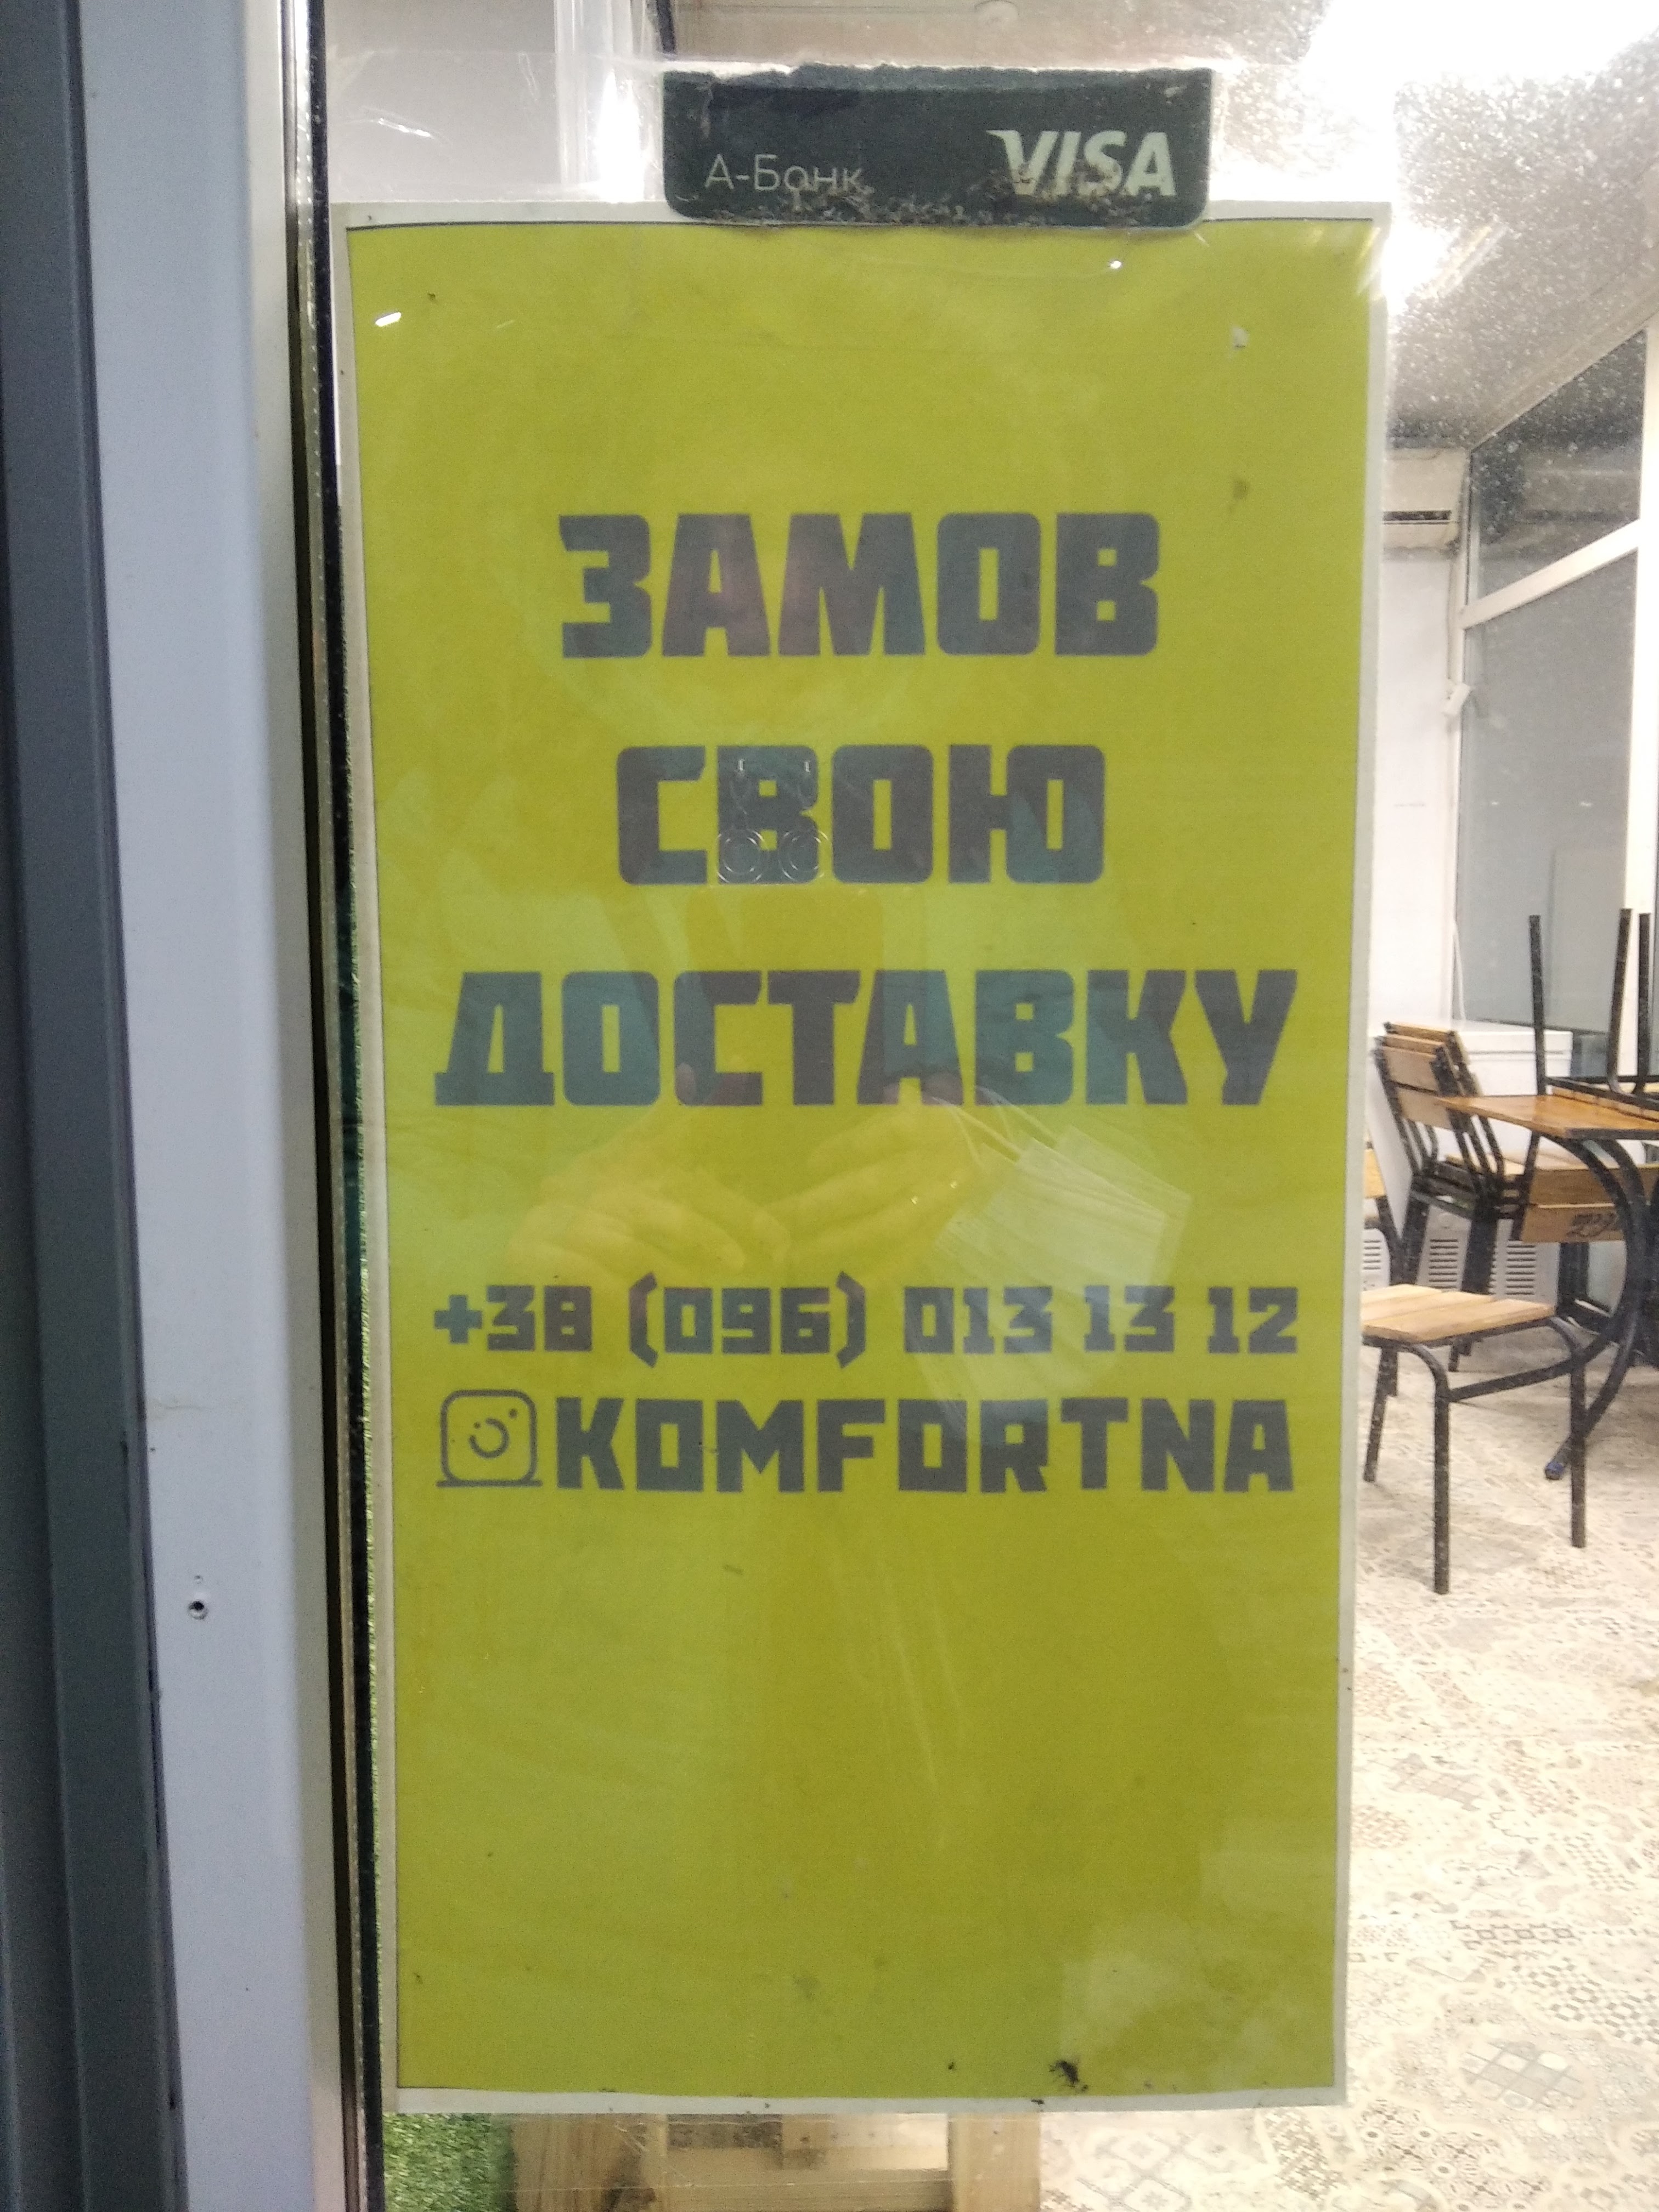 А-Банк VISA
ЗАМОВ
СВОЮ
ДОСТАВКУ
+38 (096) 013 13 12
KOMFORTNA